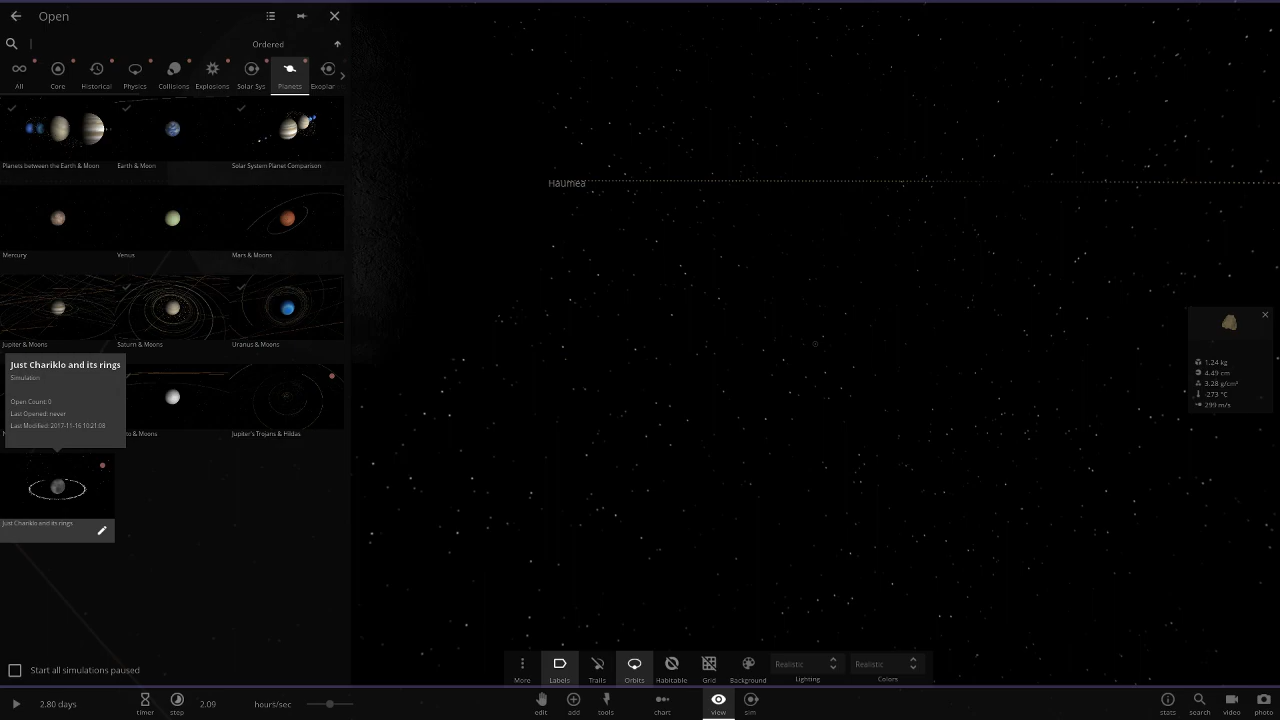 Open
Ordered
All
Core
Historical
Physics
Collisions
Explosions
Solar Sys
Planets
Exoplar
Planets between the Earth & Moon
Earth & Moon
Solar System Planet Comparison
Mercury
Venus
Mars & Moons
Jupiter & Moons
Saturn & Moons
Uranus & Moons
Just Chariklo and its rings
Simulation
Open Count: 0
Last Opened: never
Last Modified: 2017-11-16 10:21:08
N
to & Moons
Jupiter's Trojans & Hildas
Just Chariklo and its rings
Start all simulations paused
Haumea
1.24 kg
4.49 cm
3.28 g/cm³
-273 °C
299 m/s
More
Labels
Trails
Orbits
Habitable
Grid
Background
Realistic
Lighting
Realistic
Colors
2.80 days
timer
step
2.09
hours/sec
edit
add
tools
chart
view
sim
stats
search
video
photo